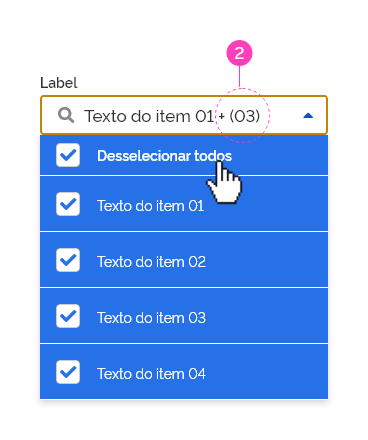 2
Label
Texto do item 01 + (03)
Desselecionar todos
Texto do item 01
Texto do item 02
Texto do item 03
Texto do item 04